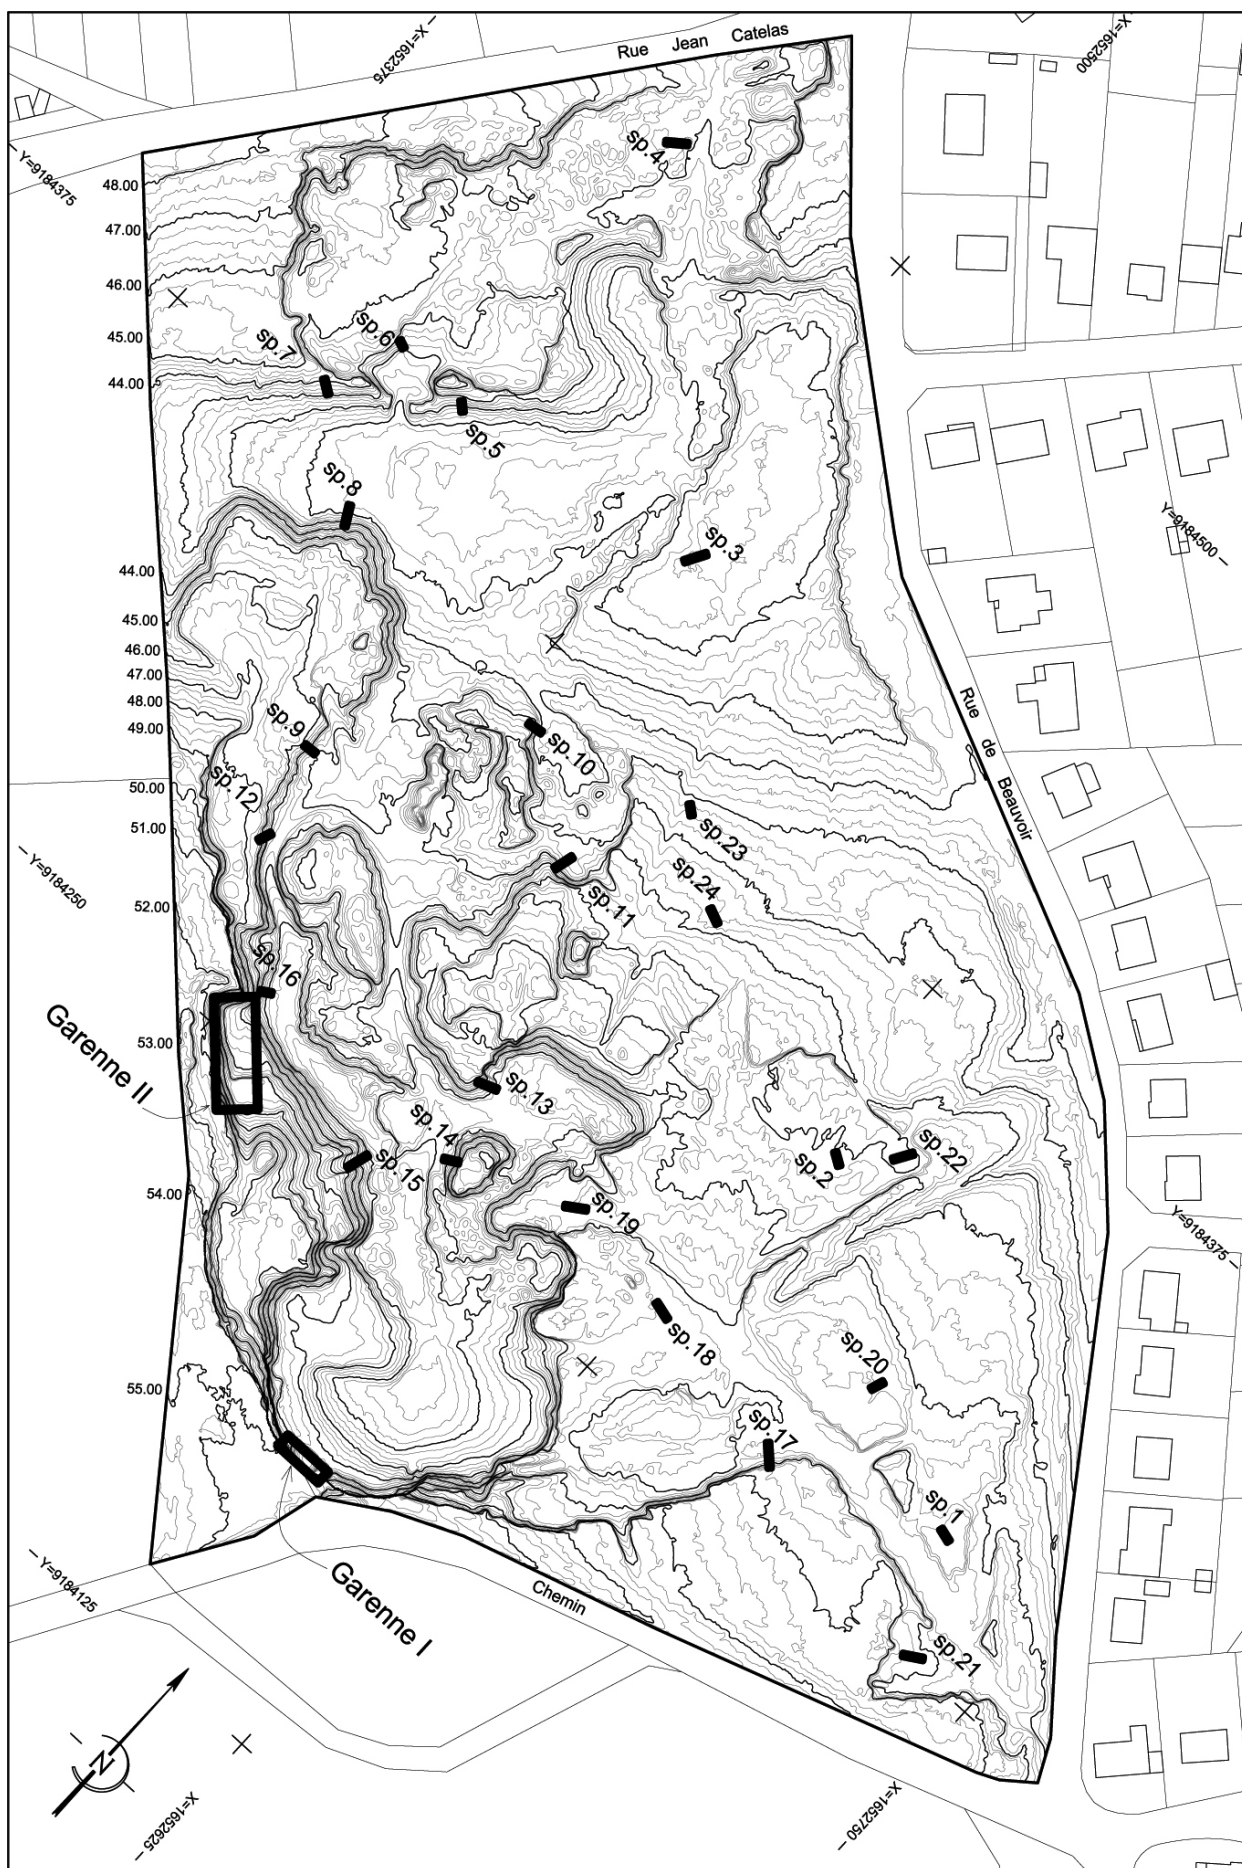 Rue Jean Catelas
X=1652375
X=1652500
Y=9184375
48.00
47.00
46.00
45.00
44.00
sp.4
sp.6
sp.7
sp.5
sp.8
sp.3
Y=9184500
44.00
45.00
46.00
47.00
48.00
49.00
50.00
51.00
52.00
53.00
54.00
55.00
sp.9
sp.10
sp.12
sp.23
sp.24
sp.11
Rue de Beauvoir
Y=9184250
sp.16
Garenne II
sp.13
sp.14
sp.15
sp.2
sp.22
sp.19
Y=9184375
sp.18
sp.20
sp.17
sp.1
sp.21
Garenne I
Chemin
Y=9184125
N
X=1652625
X=1652750